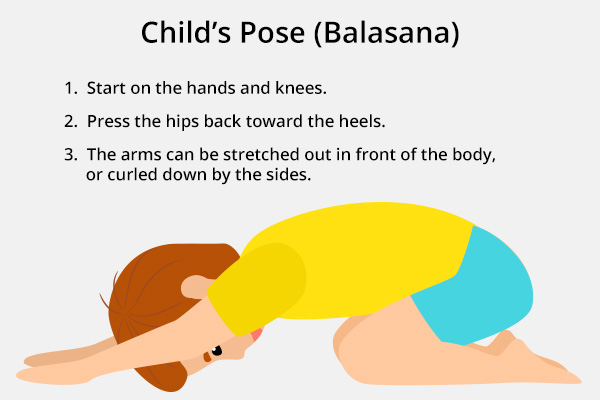 Child’s Pose (Balasana)
1. Start on the hands and knees.
2. Press the hips back toward the heels.
3. The arms can be stretched out in front of the body,
or curled down by the sides.